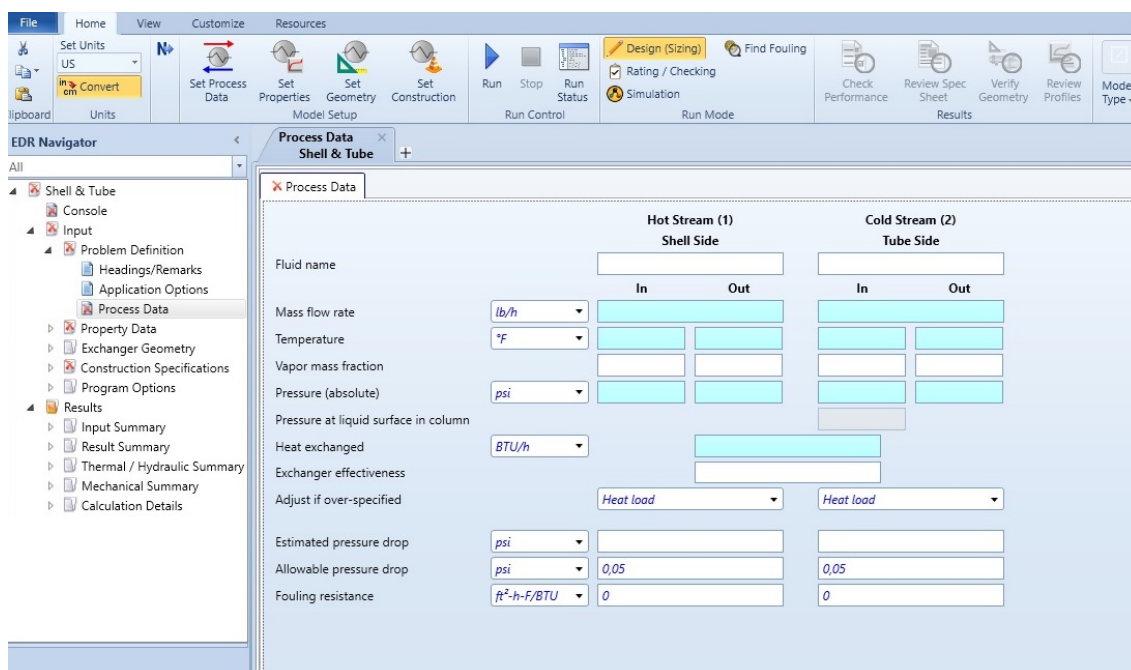 File Home View Customize Resources
Set Units
US
in cm Convert
Clipboard Units
Set Process Data
Set Properties
Set Geometry
Set Construction
Model Setup
Run
Stop
Run Status
Run Control
Design (Sizing)
Rating / Checking
Simulation
Find Fouling
Run Mode
Check Performance
Review Spec Sheet
Verify Geometry
Review Profiles
Results
Mode Type
EDR Navigator
All
Shell & Tube
Console
Input
Problem Definition
Headings/Remarks
Application Options
Process Data
Property Data
Exchanger Geometry
Construction Specifications
Program Options
Results
Input Summary
Result Summary
Thermal / Hydraulic Summary
Mechanical Summary
Calculation Details
Process Data
Shell & Tube +
Process Data
Hot Stream (1) Cold Stream (2)
Shell Side Tube Side
Fluid name
In Out In Out
Mass flow rate lb/h
Temperature °F
Vapor mass fraction
Pressure (absolute) psi
Pressure at liquid surface in column
Heat exchanged BTU/h
Exchanger effectiveness
Adjust if over-specified Heat load Heat load
Estimated pressure drop psi
Allowable pressure drop psi 0,05 0,05
Fouling resistance ft²-h-F/BTU 0 0